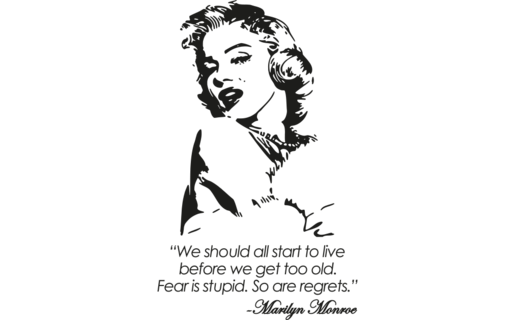 “We should all start to live
before we get too old.
Fear is stupid. So are regrets.”
-Marilyn Monroe